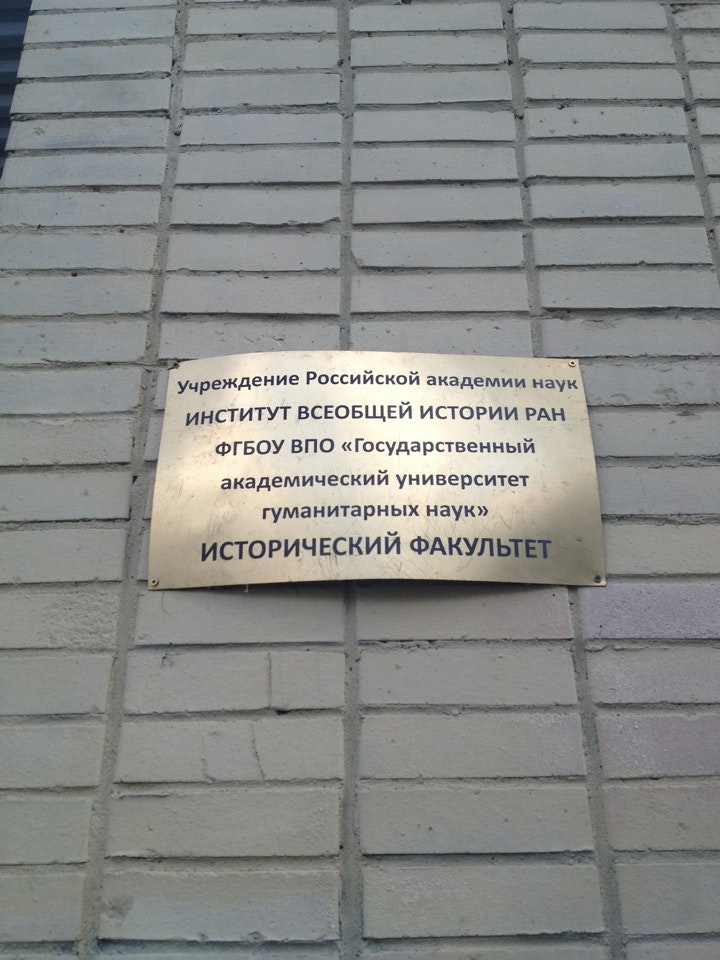 Учреждение Российской академии наук
ИНСТИТУТ ВСЕОБЩЕЙ ИСТОРИИ РАН
ФГБОУ ВПО «Государственный
академический университет
гуманитарных наук»
ИСТОРИЧЕСКИЙ ФАКУЛЬТЕТ